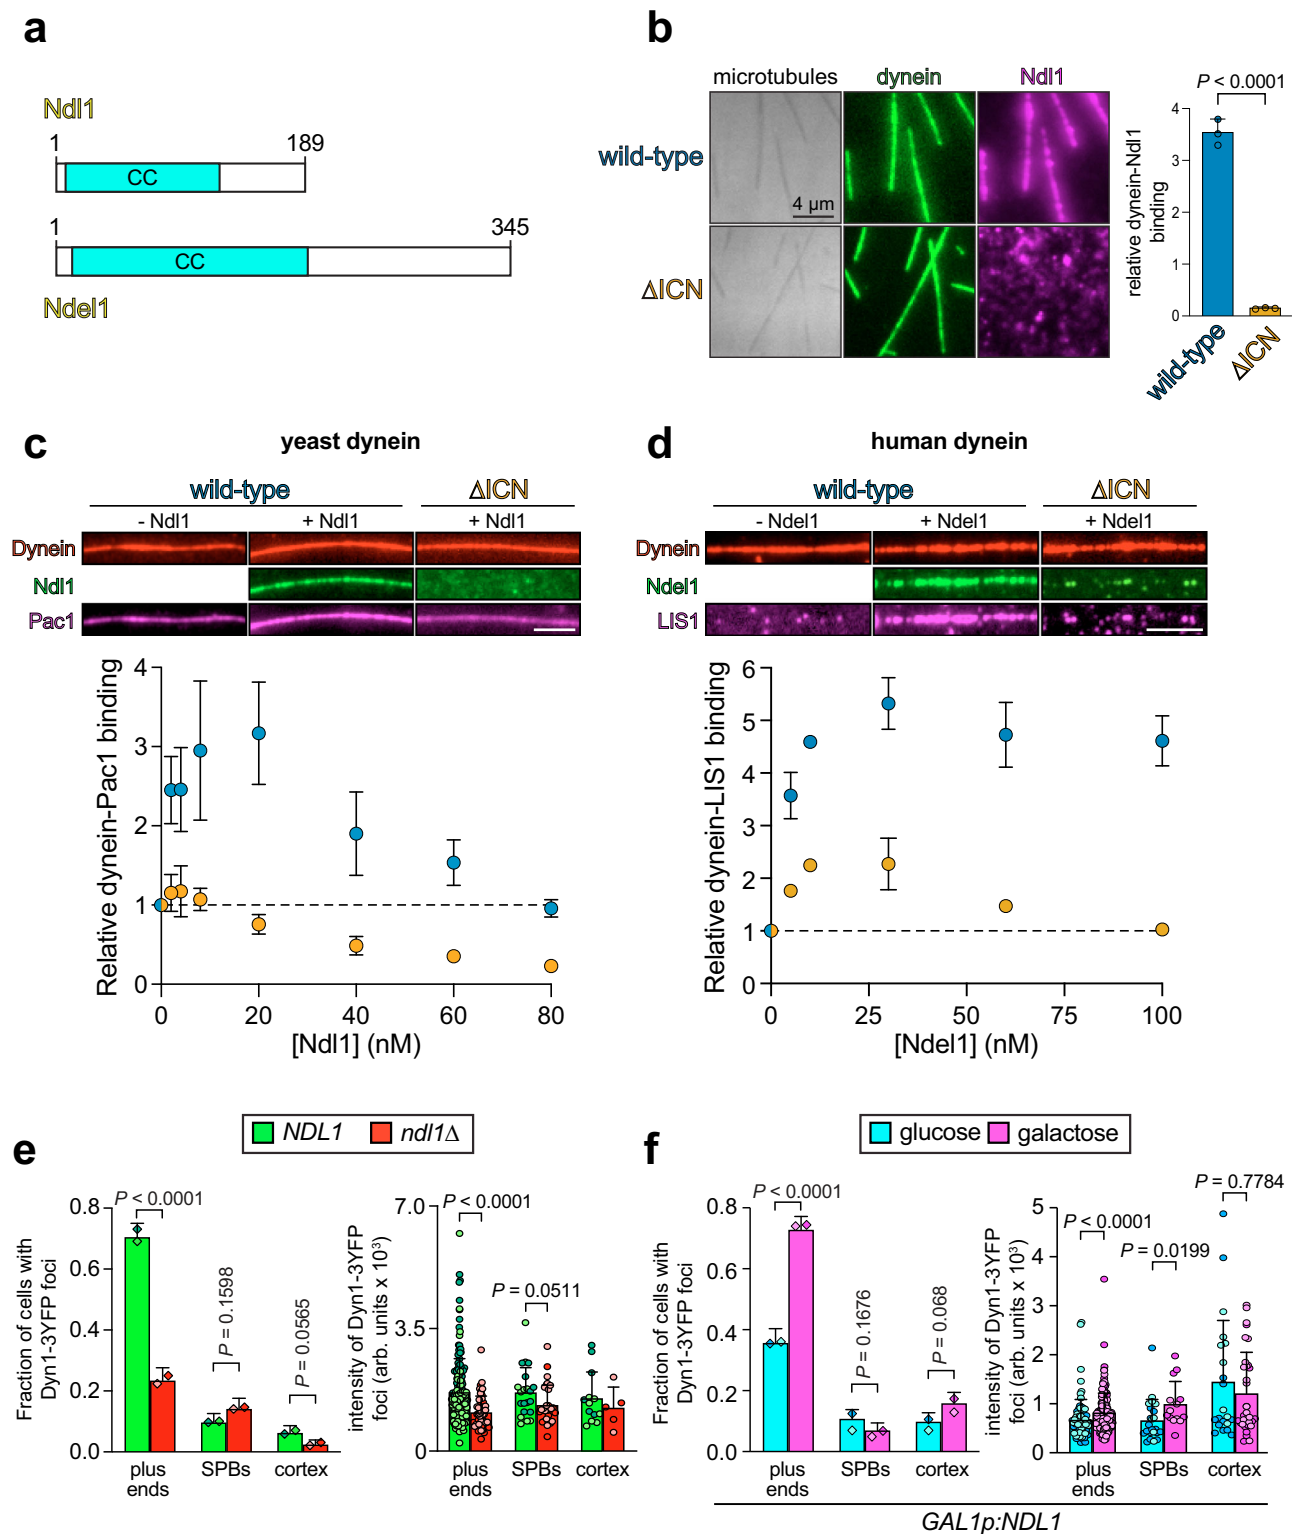 a
Ndl1
1 189
CC
1 345
CC
Ndel1
b
microtubules dynein Ndl1
wild-type
4 µm
ΔICN
P < 0.0001
relative dynein-Ndl1
binding
4
3
2
1
0
wild-type
ΔICN
c
yeast dynein
wild-type ΔICN
- Ndl1 + Ndl1 + Ndl1
Dynein
Ndl1
Pac1
Relative dynein-Pac1 binding
4
3
2
1
0
0 20 40 60 80
[Ndl1] (nM)
d
human dynein
wild-type ΔICN
- Ndel1 + Ndel1 + Ndel1
Dynein
Ndel1
LIS1
Relative dynein-LIS1 binding
6
5
4
3
2
1
0
0 25 50 75 100
[Ndel1] (nM)
e
NDL1 ndl1Δ
Fraction of cells with
Dyn1-3YFP foci
0.8
0.6
0.4
0.2
0.0
P < 0.0001
P = 0.1598
P = 0.0565
plus
ends
SPBs
cortex
intensity of Dyn1-3YFP
foci (arb. units x 10³)
7.0
3.5
0
P < 0.0001
P = 0.0511
plus
ends
SPBs
cortex
f
glucose galactose
Fraction of cells with
Dyn1-3YFP foci
0.8
0.6
0.4
0.2
0.0
P < 0.0001
P = 0.1676
P = 0.068
plus
ends
SPBs
cortex
intensity of Dyn1-3YFP
foci (arb. units x 10³)
5
4
3
2
1
0
P < 0.0001
P = 0.0199
P = 0.7784
plus
ends
SPBs
cortex
GAL1p:NDL1